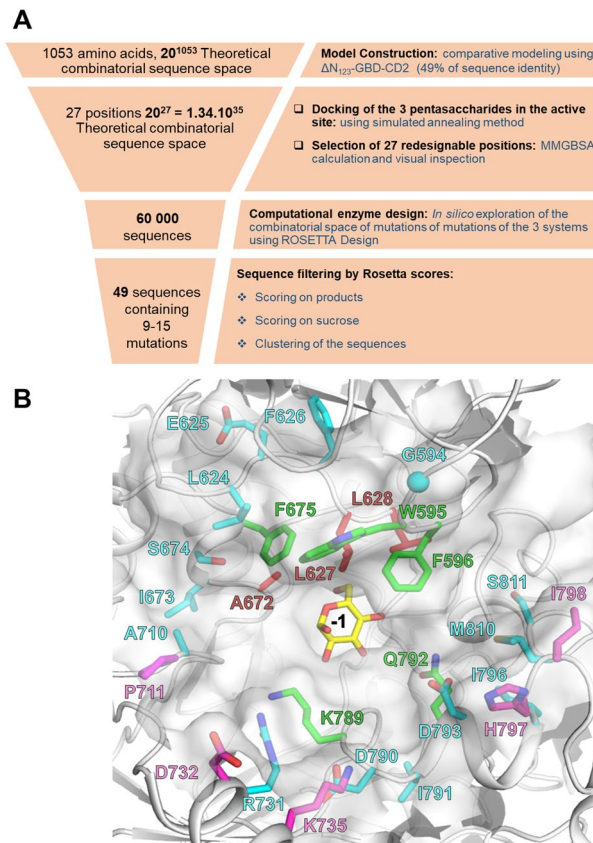 A
1053 amino acids, 20^1053 Theoretical
combinatorial sequence space
Model Construction: comparative modeling using
ΔN₁₂₃-GBD-CD2 (49% of sequence identity)
27 positions 20^27 = 1.34.10^35
Theoretical combinatorial
sequence space
❑ Docking of the 3 pentasaccharides in the active
site: using simulated annealing method
❑ Selection of 27 redesignable positions: MMGBSA
calculation and visual inspection
60 000
sequences
Computational enzyme design: In silico exploration of the
combinatorial space of mutations of mutations of the 3 systems
using ROSETTA Design
49 sequences
containing
9-15
mutations
Sequence filtering by Rosetta scores:
❖ Scoring on products
❖ Scoring on sucrose
❖ Clustering of the sequences
B
E625
F626
G594
L624
F675
L628
W595
S674
L627
F596
I673
A672
-1
S811
I798
A710
M810
P711
Q792
I796
K789
D793
H797
D732
D790
R731
I791
K735